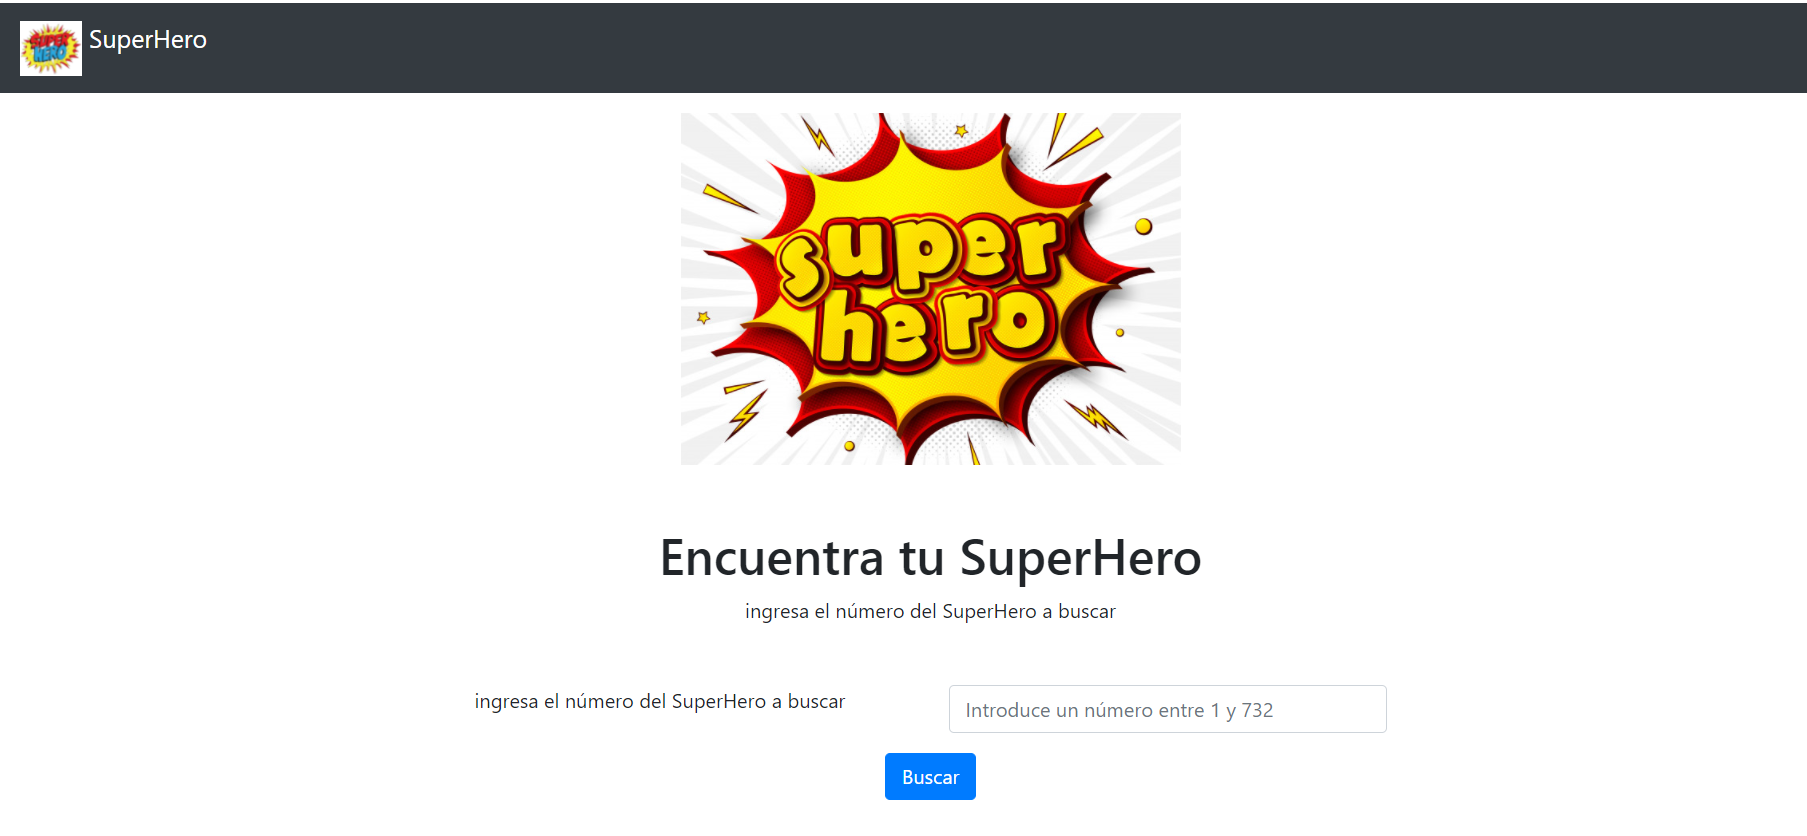 SUPER
HERO
SuperHero
super
hero
Encuentra tu SuperHero
ingresa el número del SuperHero a buscar
ingresa el número del SuperHero a buscar
Introduce un número entre 1 y 732
Buscar